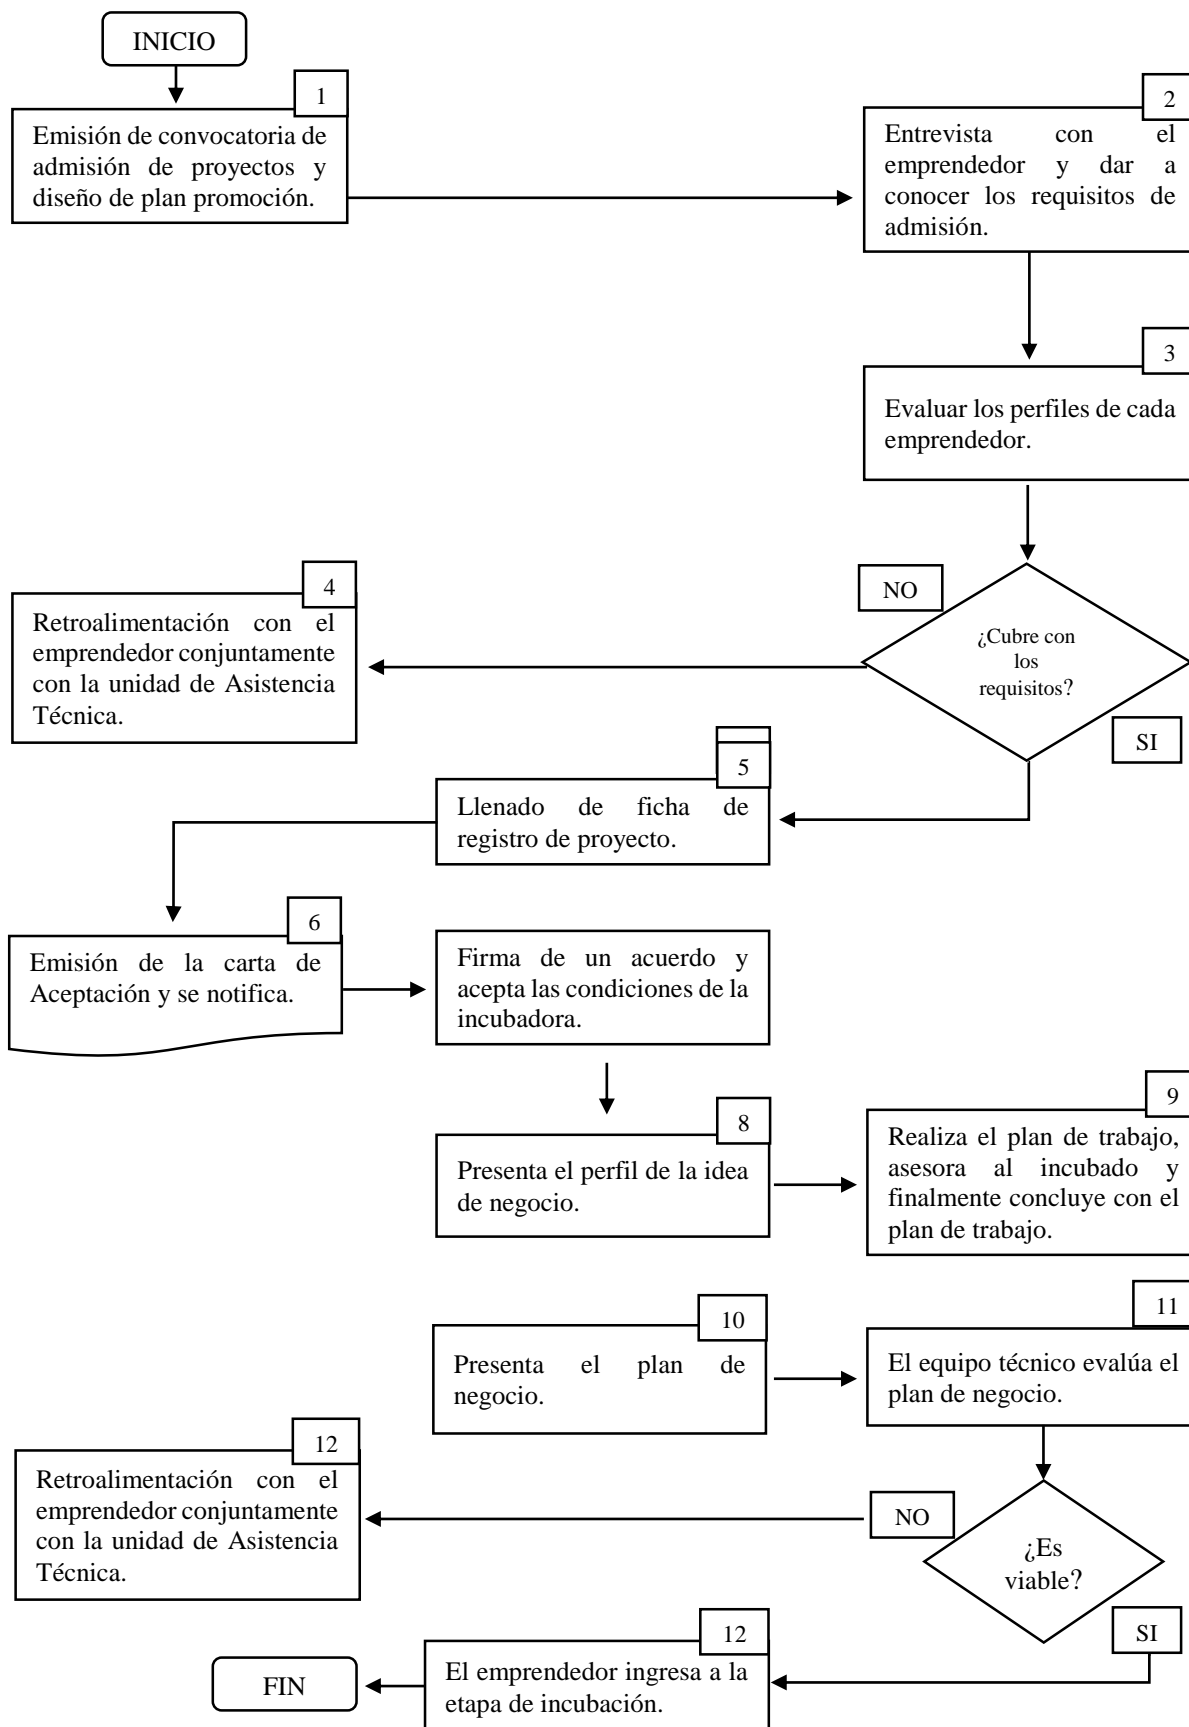 INICIO
1
Emisión de convocatoria de
admisión de proyectos y
diseño de plan promoción.
2
Entrevista con el
emprendedor y dar a
conocer los requisitos de
admisión.
3
Evaluar los perfiles de cada
emprendedor.
NO
¿Cubre con
los
requisitos?
SI
4
Retroalimentación con el
emprendedor conjuntamente
con la unidad de Asistencia
Técnica.
5
Llenado de ficha de
registro de proyecto.
6
Emisión de la carta de
Aceptación y se notifica.
Firma de un acuerdo y
acepta las condiciones de la
incubadora.
8
Presenta el perfil de la idea
de negocio.
9
Realiza el plan de trabajo,
asesora al incubado y
finalmente concluye con el
plan de trabajo.
10
Presenta el plan de
negocio.
11
El equipo técnico evalúa el
plan de negocio.
12
Retroalimentación con el
emprendedor conjuntamente
con la unidad de Asistencia
Técnica.
NO
¿Es
viable?
SI
12
El emprendedor ingresa a la
etapa de incubación.
FIN